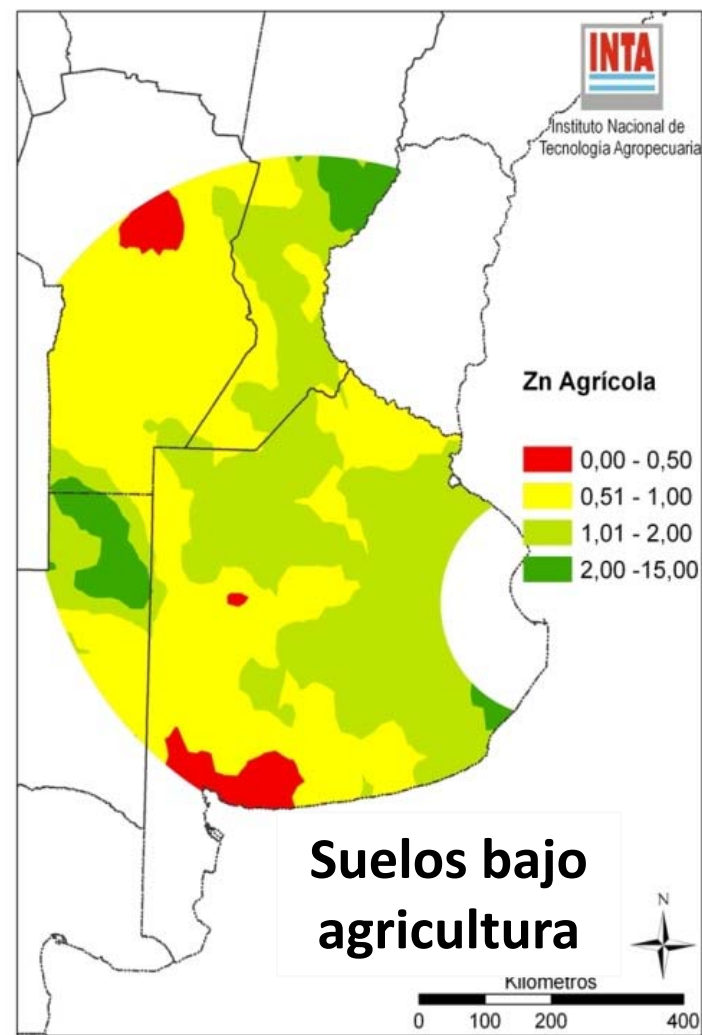 INTA
Instituto Nacional de
Tecnología Agropecuaria
Zn Agrícola
0,00 - 0,50
0,51 - 1,00
1,01 - 2,00
2,00 -15,00
Suelos bajo
agricultura
N
Kilómetros
0 100 200 400